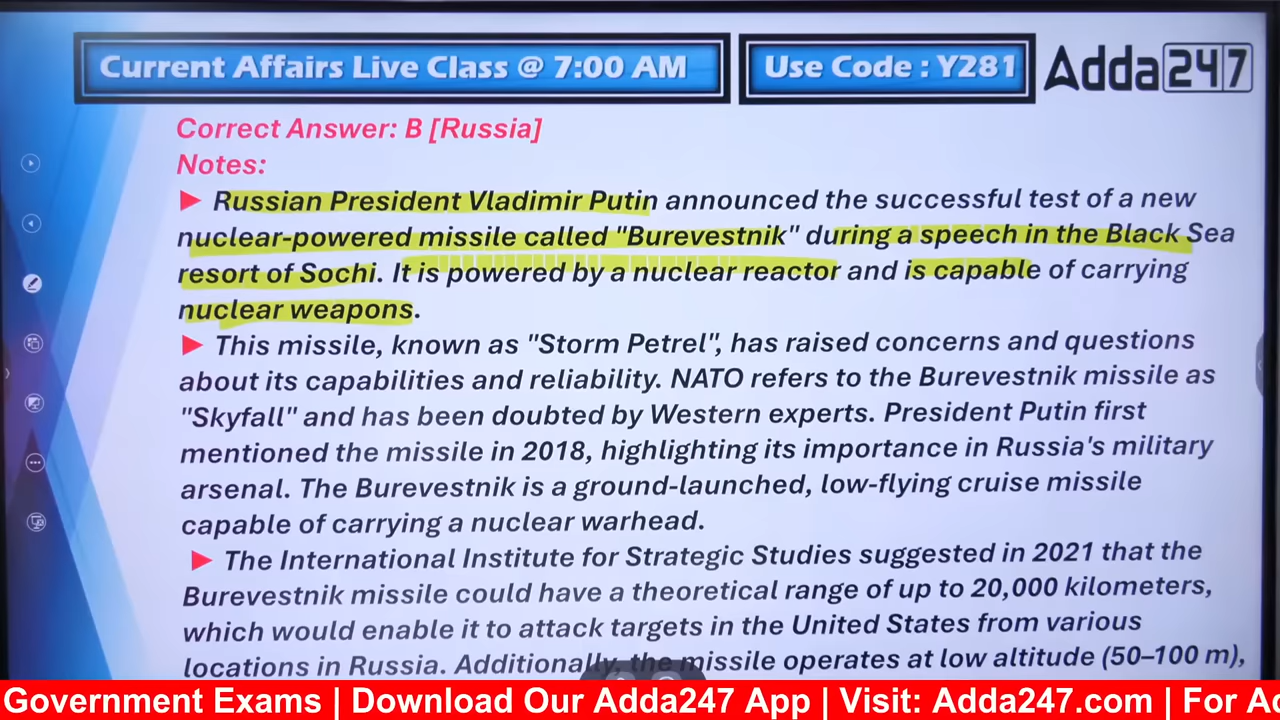 Current Affairs Live Class @ 7:00 AM
Use Code : Y281
Adda247
Correct Answer: B [Russia]
Notes:
► Russian President Vladimir Putin announced the successful test of a new
nuclear-powered missile called "Burevestnik" during a speech in the Black Sea
resort of Sochi. It is powered by a nuclear reactor and is capable of carrying
nuclear weapons.
► This missile, known as "Storm Petrel", has raised concerns and questions
about its capabilities and reliability. NATO refers to the Burevestnik missile as
"Skyfall" and has been doubted by Western experts. President Putin first
mentioned the missile in 2018, highlighting its importance in Russia's military
arsenal. The Burevestnik is a ground-launched, low-flying cruise missile
capable of carrying a nuclear warhead.
► The International Institute for Strategic Studies suggested in 2021 that the
Burevestnik missile could have a theoretical range of up to 20,000 kilometers,
which would enable it to attack targets in the United States from various
locations in Russia. Additionally, the missile operates at low altitude (50–100 m),
Government Exams | Download Our Adda247 App | Visit: Adda247.com | For Ad